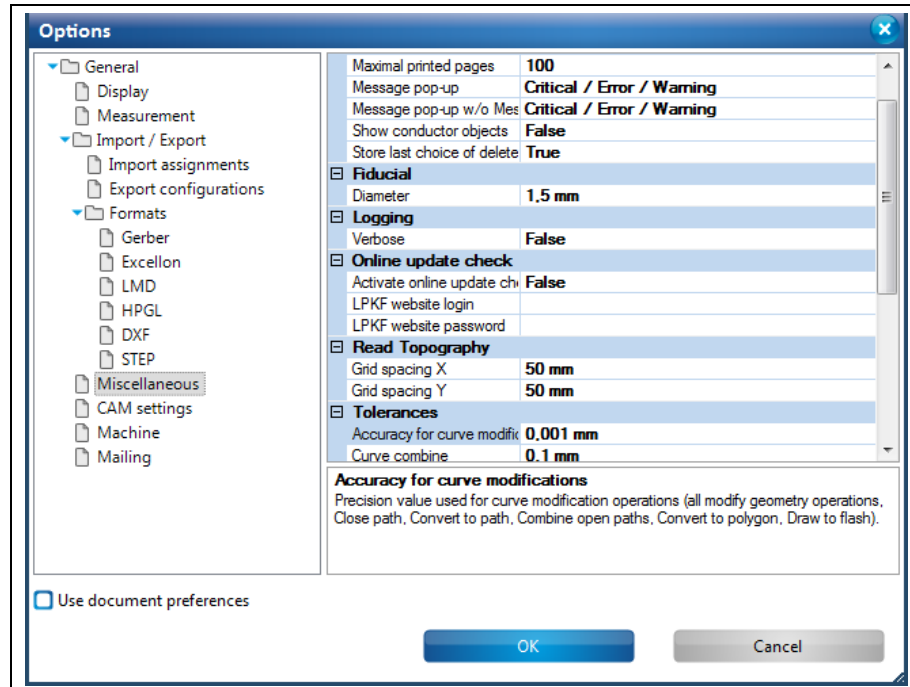 Options
General
Display
Measurement
Import / Export
Import assignments
Export configurations
Formats
Gerber
Excellon
LMD
HPGL
DXF
STEP
Miscellaneous
CAM settings
Machine
Mailing
Maximal printed pages 100
Message pop-up Critical / Error / Warning
Message pop-up w/o Mes Critical / Error / Warning
Show conductor objects False
Store last choice of delete True
Fiducial
Diameter 1,5 mm
Logging
Verbose False
Online update check
Activate online update che False
LPKF website login
LPKF website password
Read Topography
Grid spacing X 50 mm
Grid spacing Y 50 mm
Tolerances
Accuracy for curve modific 0,001 mm
Curve combine 0,1 mm
Accuracy for curve modifications
Precision value used for curve modification operations (all modify geometry operations,
Close path, Convert to path, Combine open paths, Convert to polygon, Draw to flash).
Use document preferences
OK Cancel